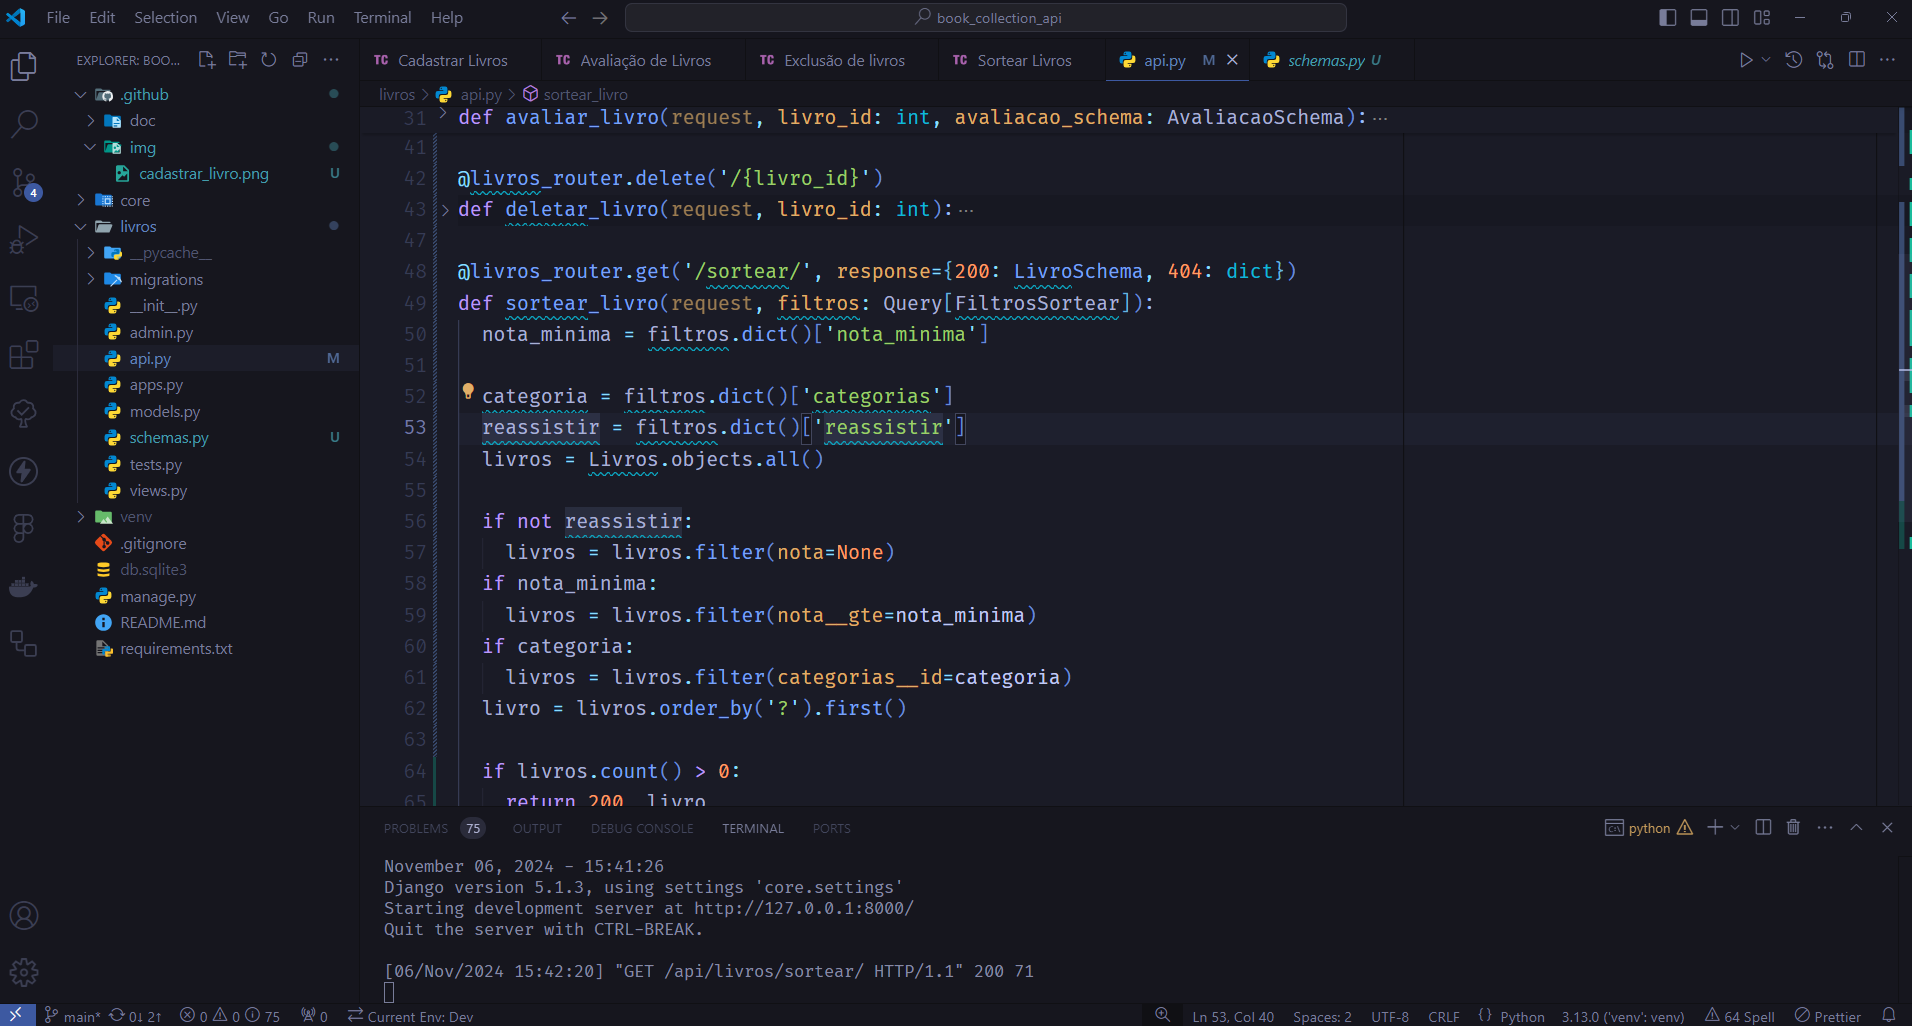 File Edit Selection View Go Run Terminal Help
book_collection_api
EXPLORER: BOO...
.github
doc
img
cadastrar_livro.png U
core
livros
__pycache__
migrations
__init__.py
admin.py
api.py M
apps.py
models.py
schemas.py U
tests.py
views.py
venv
.gitignore
db.sqlite3
manage.py
README.md
requirements.txt
4
TC Cadastrar Livros
TC Avaliação de Livros
TC Exclusão de livros
TC Sortear Livros
api.py M
schemas.py U
livros > api.py > sortear_livro
31 def avaliar_livro(request, livro_id: int, avaliacao_schema: AvaliacaoSchema):···
41
42 @livros_router.delete('/{livro_id}')
43 def deletar_livro(request, livro_id: int):···
47
48 @livros_router.get('/sortear/', response={200: LivroSchema, 404: dict})
49 def sortear_livro(request, filtros: Query[FiltrosSortear]):
50 nota_minima = filtros.dict()['nota_minima']
51
52 categoria = filtros.dict()['categorias']
53 reassistir = filtros.dict()['reassistir']
54 livros = Livros.objects.all()
55
56 if not reassistir:
57 livros = livros.filter(nota=None)
58 if nota_minima:
59 livros = livros.filter(nota__gte=nota_minima)
60 if categoria:
61 livros = livros.filter(categorias__id=categoria)
62 livro = livros.order_by('?').first()
63
64 if livros.count() > 0:
65 return 200, livro
PROBLEMS 75 OUTPUT DEBUG CONSOLE TERMINAL PORTS
python
November 06, 2024 - 15:41:26
Django version 5.1.3, using settings 'core.settings'
Starting development server at http://127.0.0.1:8000/
Quit the server with CTRL-BREAK.
[06/Nov/2024 15:42:20] "GET /api/livros/sortear/ HTTP/1.1" 200 71
main* 0↓ 2↑ 0 0 75 0 Current Env: Dev
Ln 53, Col 40 Spaces: 2 UTF-8 CRLF {} Python 3.13.0 ('venv': venv) 64 Spell Prettier